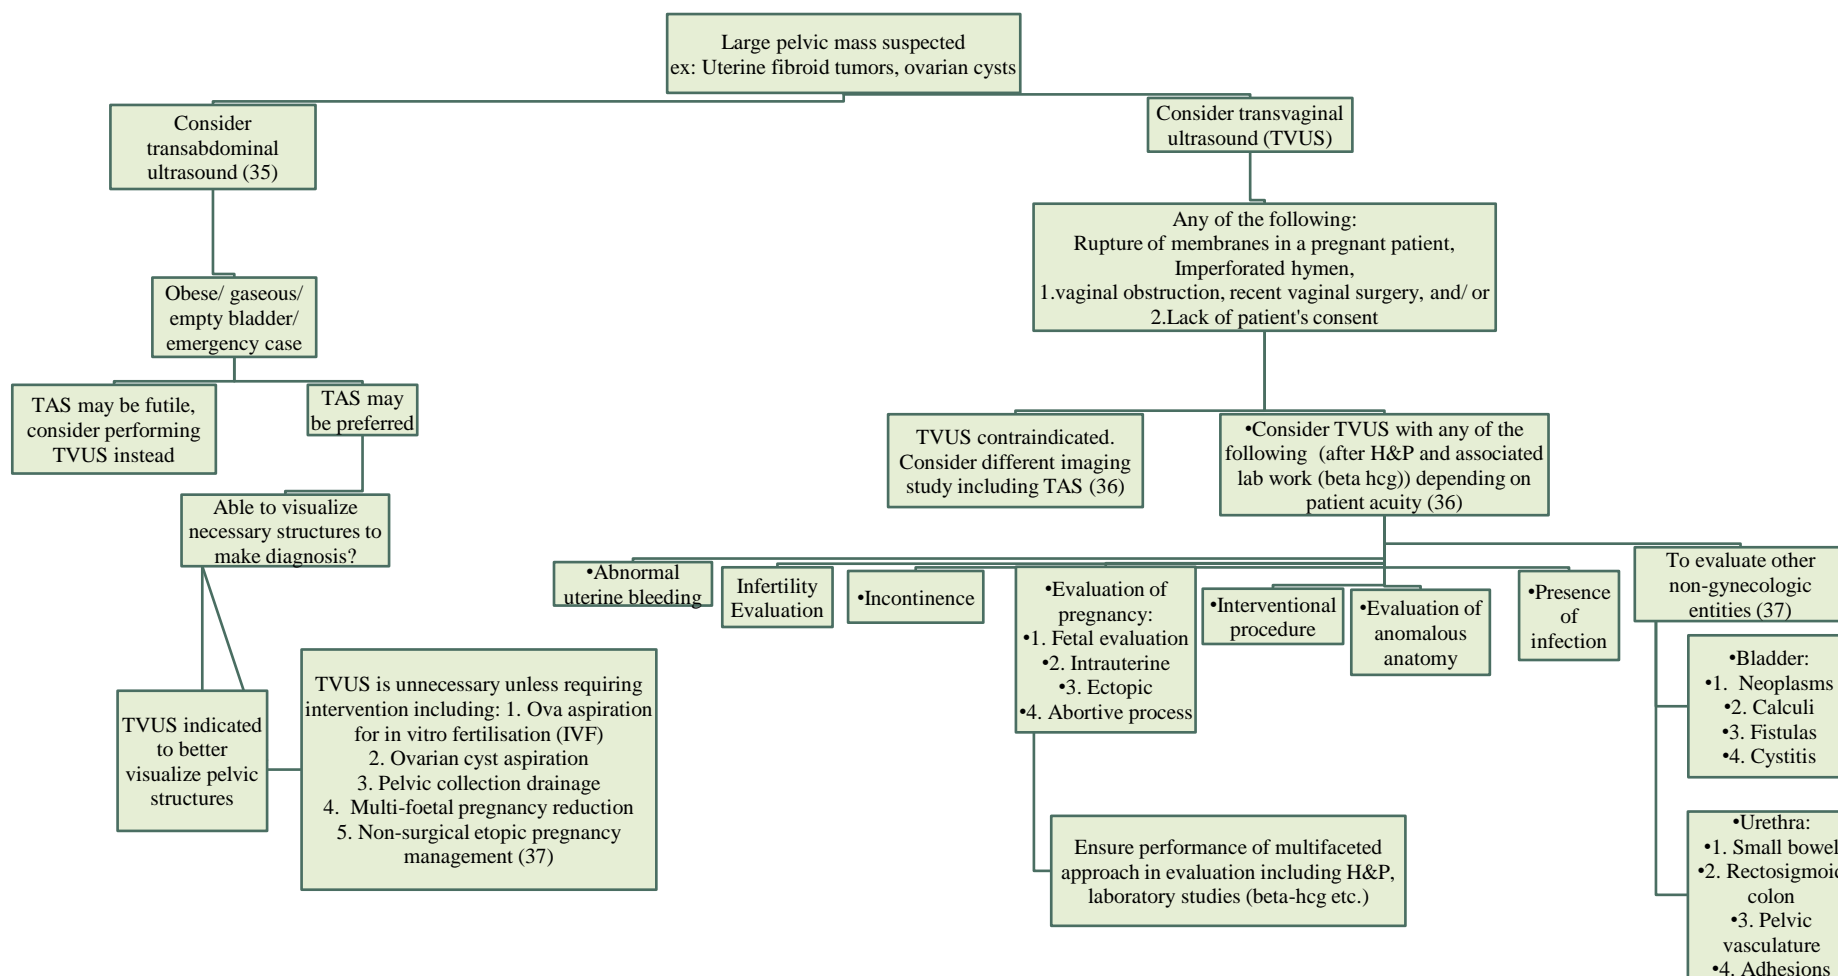 Large pelvic mass suspected
ex: Uterine fibroid tumors, ovarian cysts
Consider
transabdominal
ultrasound (35)
Consider transvaginal
ultrasound (TVUS)
Any of the following:
Rupture of membranes in a pregnant patient,
Imperforated hymen,
1.vaginal obstruction, recent vaginal surgery, and/ or
2.Lack of patient's consent
Obese/ gaseous/
empty bladder/
emergency case
TAS may be futile,
consider performing
TVUS instead
TAS may
be preferred
TVUS contraindicated.
Consider different imaging
study including TAS (36)
•Consider TVUS with any of the
following  (after H&P and associated
lab work (beta hcg)) depending on
patient acuity (36)
Able to visualize
necessary structures to
make diagnosis?
•Abnormal
uterine bleeding
Infertility
Evaluation
•Incontinence
•Evaluation of
pregnancy:
•1. Fetal evaluation
•2. Intrauterine
•3. Ectopic
•4. Abortive process
•Interventional
procedure
•Evaluation of
anomalous
anatomy
•Presence
of
infection
To evaluate other
non-gynecologic
entities (37)
•Bladder:
•1.  Neoplasms
•2. Calculi
•3. Fistulas
•4. Cystitis
TVUS indicated
to better
visualize pelvic
structures
TVUS is unnecessary unless requiring
intervention including: 1. Ova aspiration
for in vitro fertilisation (IVF)
2. Ovarian cyst aspiration
3. Pelvic collection drainage
4.  Multi-foetal pregnancy reduction
5. Non-surgical etopic pregnancy
management (37)
Ensure performance of multifaceted
approach in evaluation including H&P,
laboratory studies (beta-hcg etc.)
•Urethra:
•1. Small bowel
•2. Rectosigmoid
colon
•3. Pelvic
vasculature
•4. Adhesions